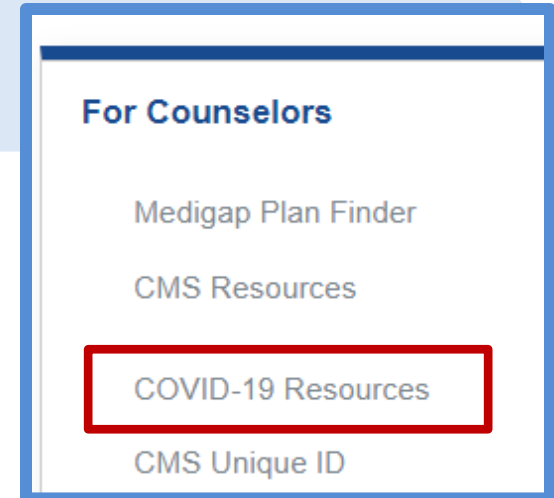 For Counselors
Medigap Plan Finder
CMS Resources
COVID-19 Resources
CMS Unique ID